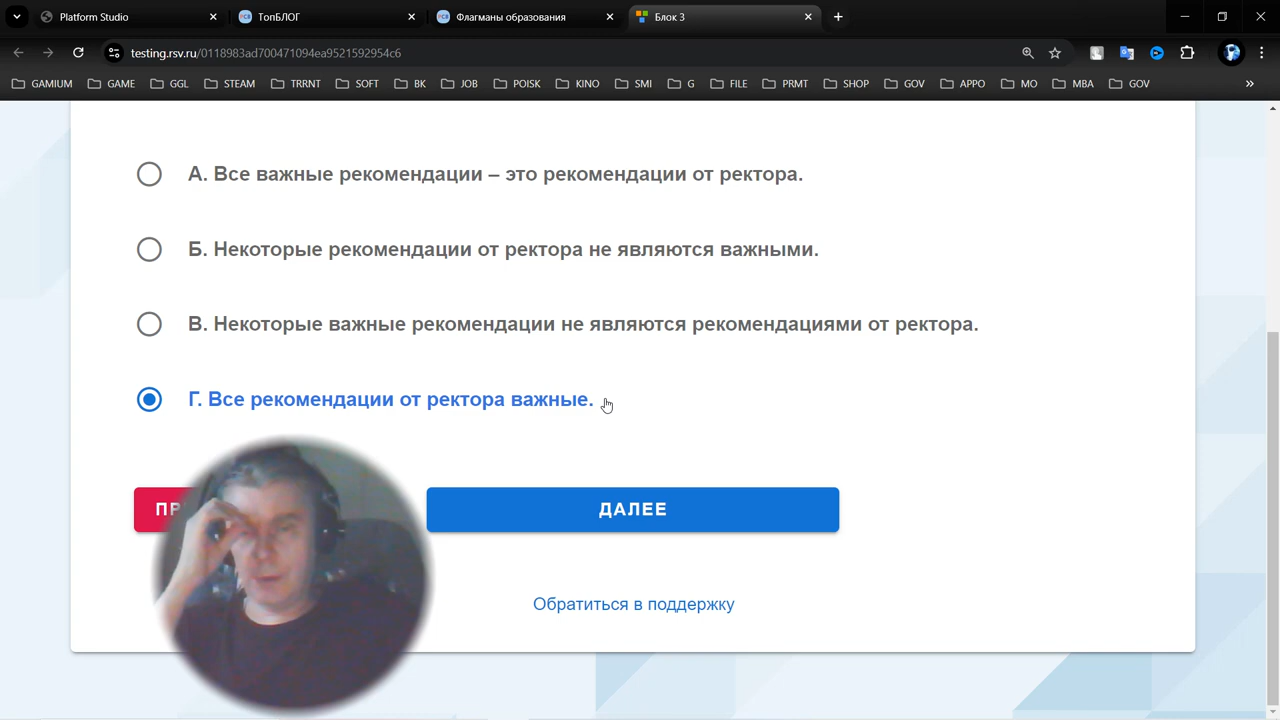 Platform Studio
ТопБЛОГ
Флагманы образования
Блок 3
testing.rsv.ru/0118983ad700471094ea9521592954c6
GAMIUM GAME GGL STEAM TRRNT SOFT BK JOB POISK KINO SMI G FILE PRMT SHOP GOV APPO MO MBA GOV
А. Все важные рекомендации – это рекомендации от ректора.
Б. Некоторые рекомендации от ректора не являются важными.
В. Некоторые важные рекомендации не являются рекомендациями от ректора.
Г. Все рекомендации от ректора важные.
ДАЛЕЕ
Обратиться в поддержку